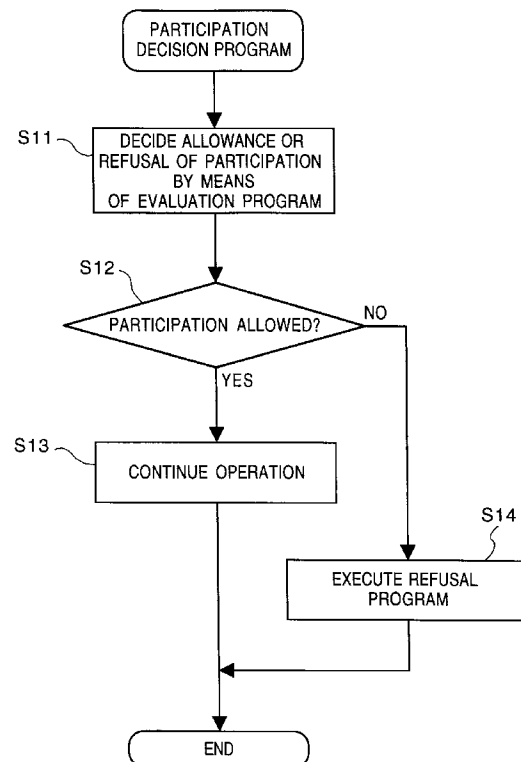 PARTICIPATION
DECISION PROGRAM
S11
DECIDE ALLOWANCE OR
REFUSAL OF PARTICIPATION
BY MEANS
OF EVALUATION PROGRAM
S12
PARTICIPATION ALLOWED?
NO
YES
S13
CONTINUE OPERATION
S14
EXECUTE REFUSAL
PROGRAM
END